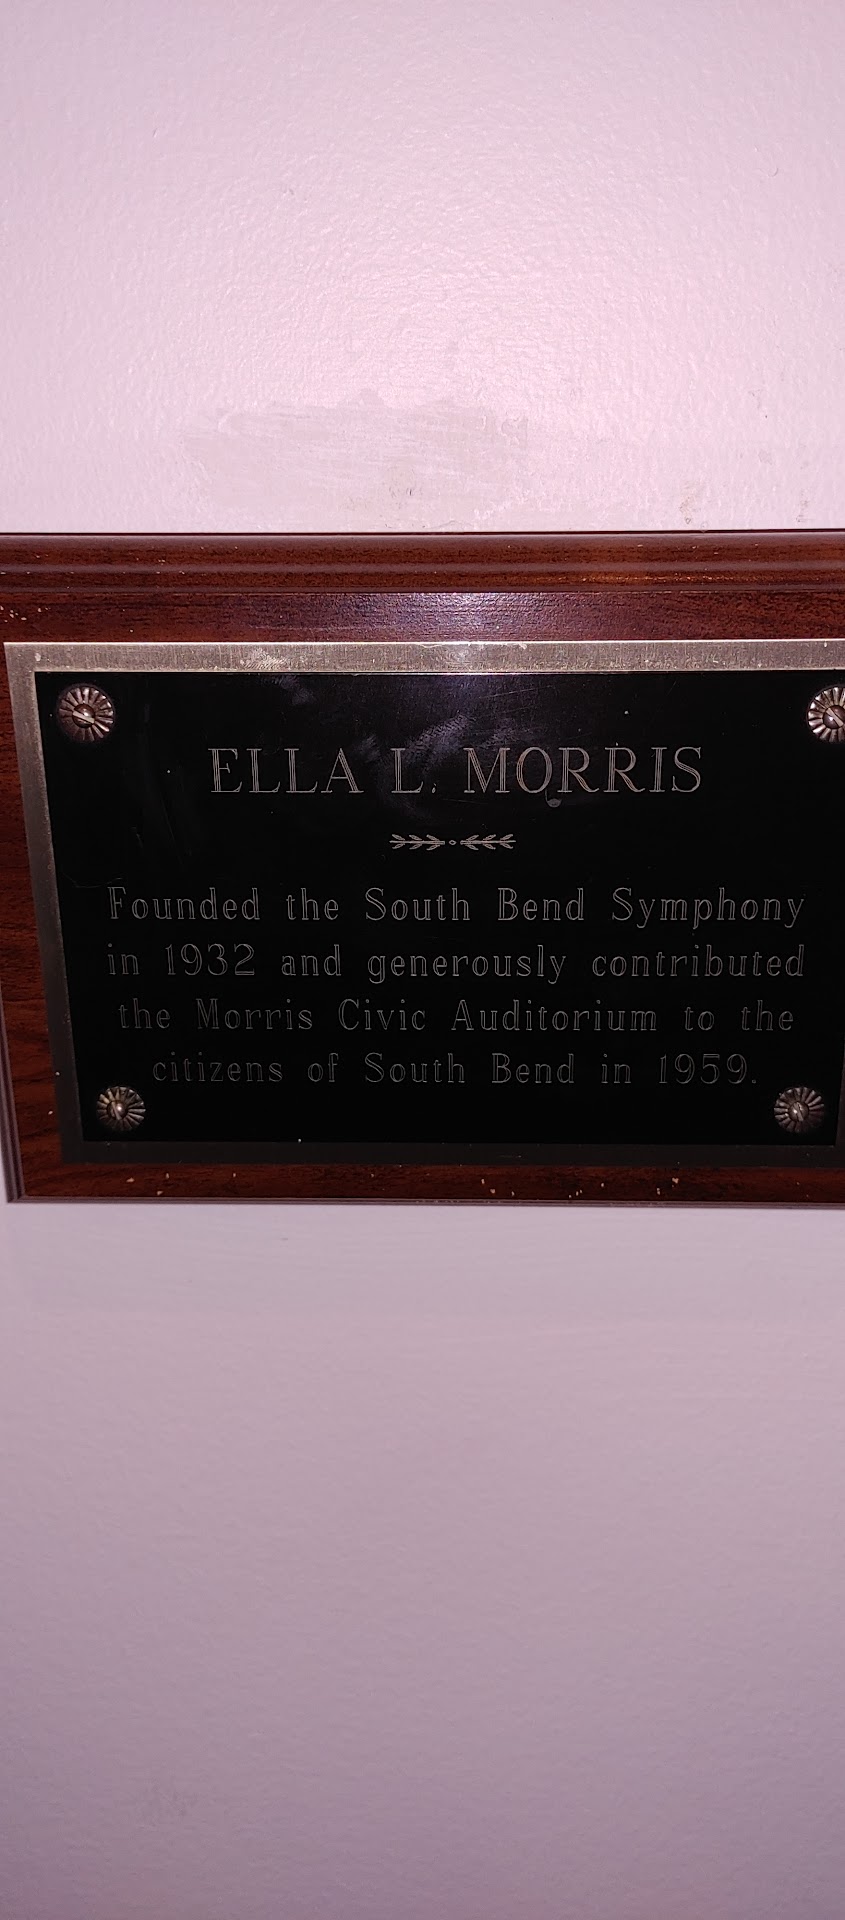 ELLA L. MORRIS
Founded the South Bend Symphony
in 1932 and generously contributed
the Morris Civic Auditorium to the
citizens of South Bend in 1959.